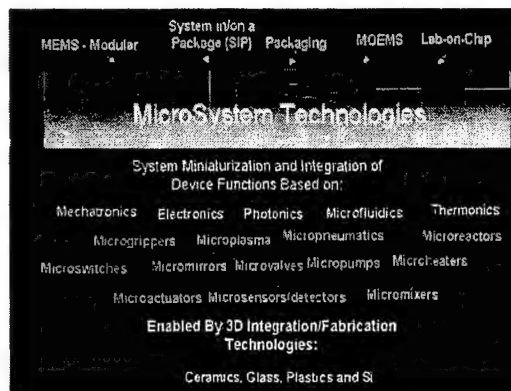 System in/on a
MEMS - Modular Package (SIP) Packaging MOEMS Lab-on-Chip
MicroSystem Technologies
System Miniaturization and Integration of
Device Functions Based on:
Mechatronics Electronics Photonics Microfluidics Thermonics
Microgrippers Microplasma Micropneumatics Microreactors
Microswitches Micromirrors Microvalves Micropumps Microheaters
Microactuators Microsensors/detectors Micromixers
Enabled By 3D Integration/Fabrication
Technologies:
Ceramics, Glass, Plastics and Si